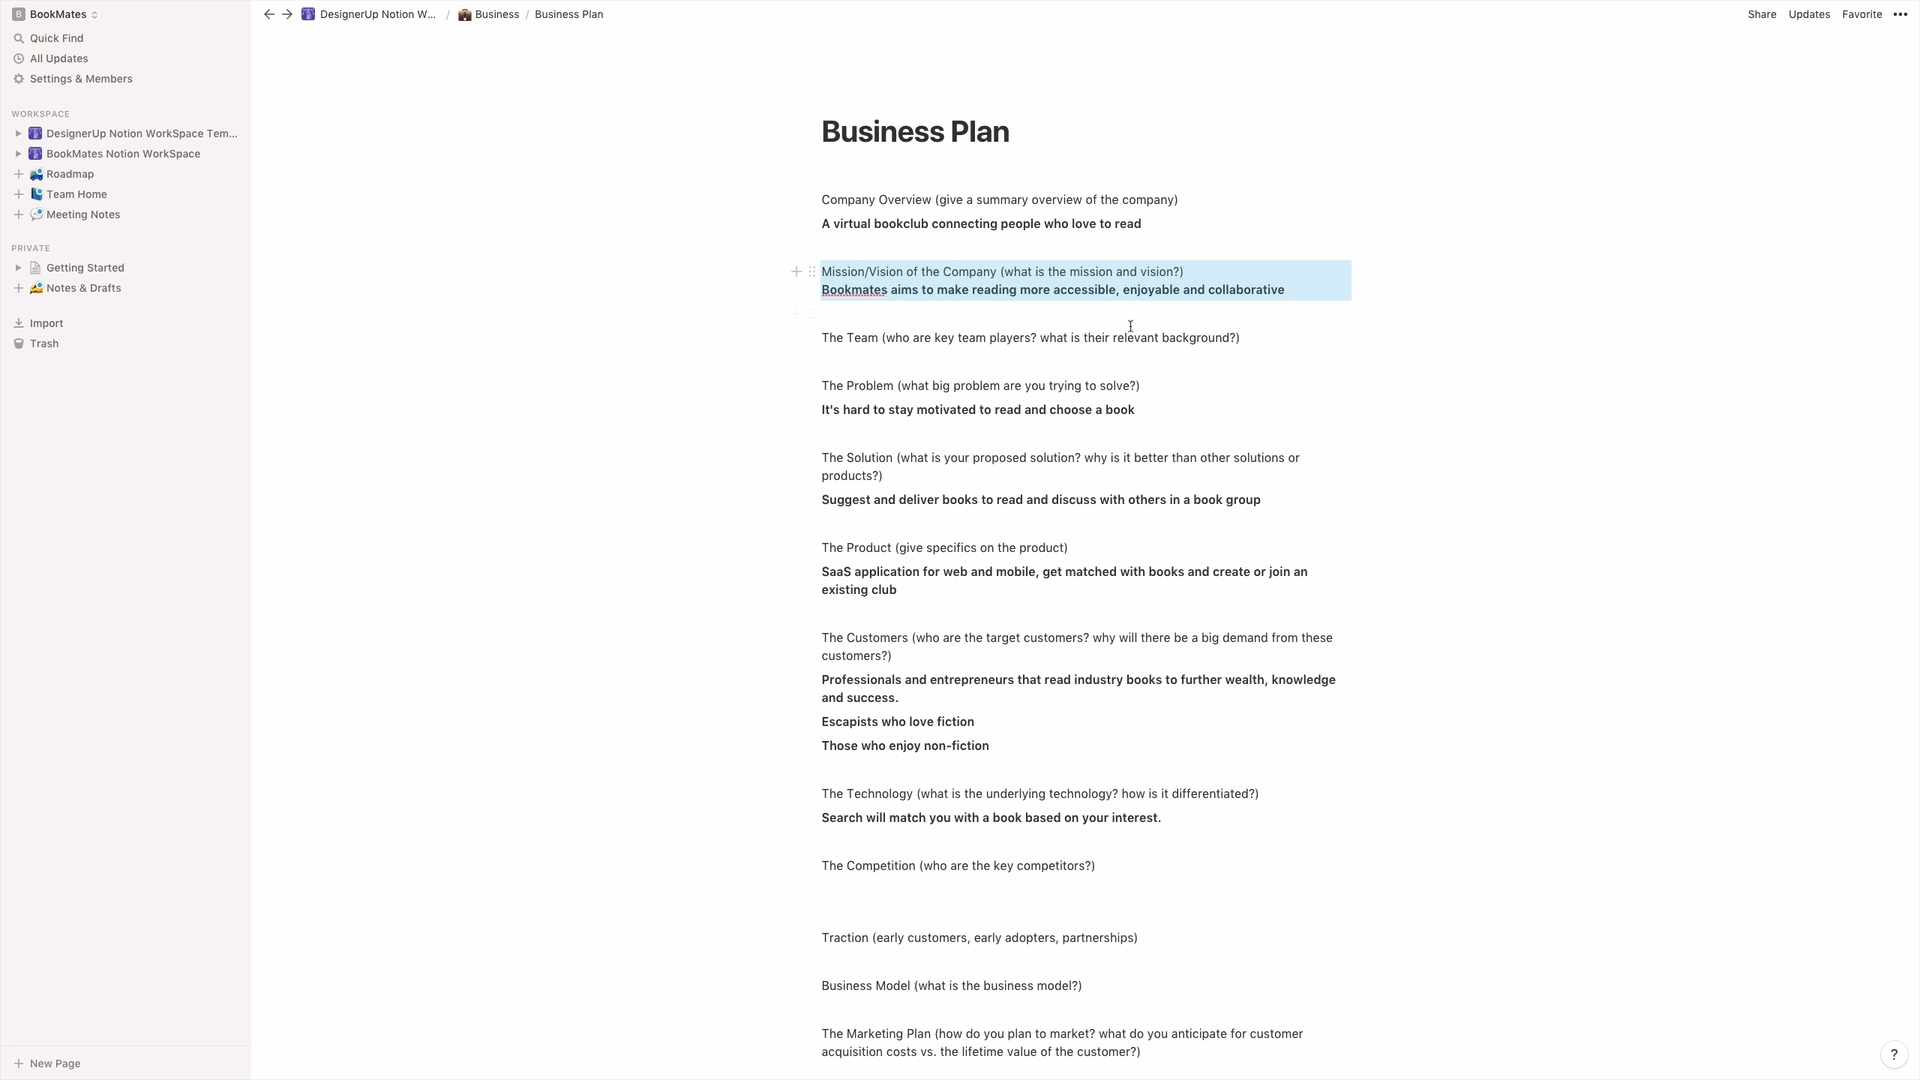 B BookMates
DesignerUp Notion W... / Business / Business Plan
Share Updates Favorite •••
Quick Find
All Updates
Settings & Members
WORKSPACE
DesignerUp Notion WorkSpace Tem...
BookMates Notion WorkSpace
Roadmap
Team Home
Meeting Notes
PRIVATE
Getting Started
Notes & Drafts
Import
Trash
New Page
Business Plan
Company Overview (give a summary overview of the company)
A virtual bookclub connecting people who love to read
Mission/Vision of the Company (what is the mission and vision?)
Bookmates aims to make reading more accessible, enjoyable and collaborative
The Team (who are key team players? what is their relevant background?)
The Problem (what big problem are you trying to solve?)
It's hard to stay motivated to read and choose a book
The Solution (what is your proposed solution? why is it better than other solutions or
products?)
Suggest and deliver books to read and discuss with others in a book group
The Product (give specifics on the product)
SaaS application for web and mobile, get matched with books and create or join an
existing club
The Customers (who are the target customers? why will there be a big demand from these
customers?)
Professionals and entrepreneurs that read industry books to further wealth, knowledge
and success.
Escapists who love fiction
Those who enjoy non-fiction
The Technology (what is the underlying technology? how is it differentiated?)
Search will match you with a book based on your interest.
The Competition (who are the key competitors?)
Traction (early customers, early adopters, partnerships)
Business Model (what is the business model?)
The Marketing Plan (how do you plan to market? what do you anticipate for customer
acquisition costs vs. the lifetime value of the customer?)
?